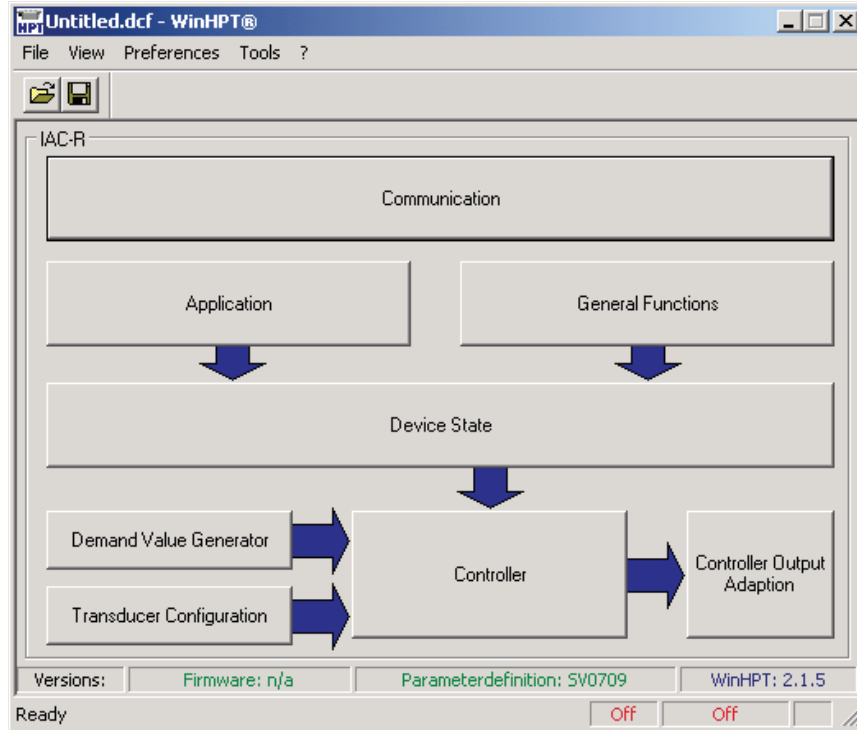 HPT Untitled.dcf - WinHPT®
File View Preferences Tools ?
IAC-R
Communication
Application
General Functions
Device State
Demand Value Generator
Controller
Controller Output
Adaption
Transducer Configuration
Versions: Firmware: n/a Parameterdefinition: SV0709 WinHPT: 2.1.5
Ready Off Off